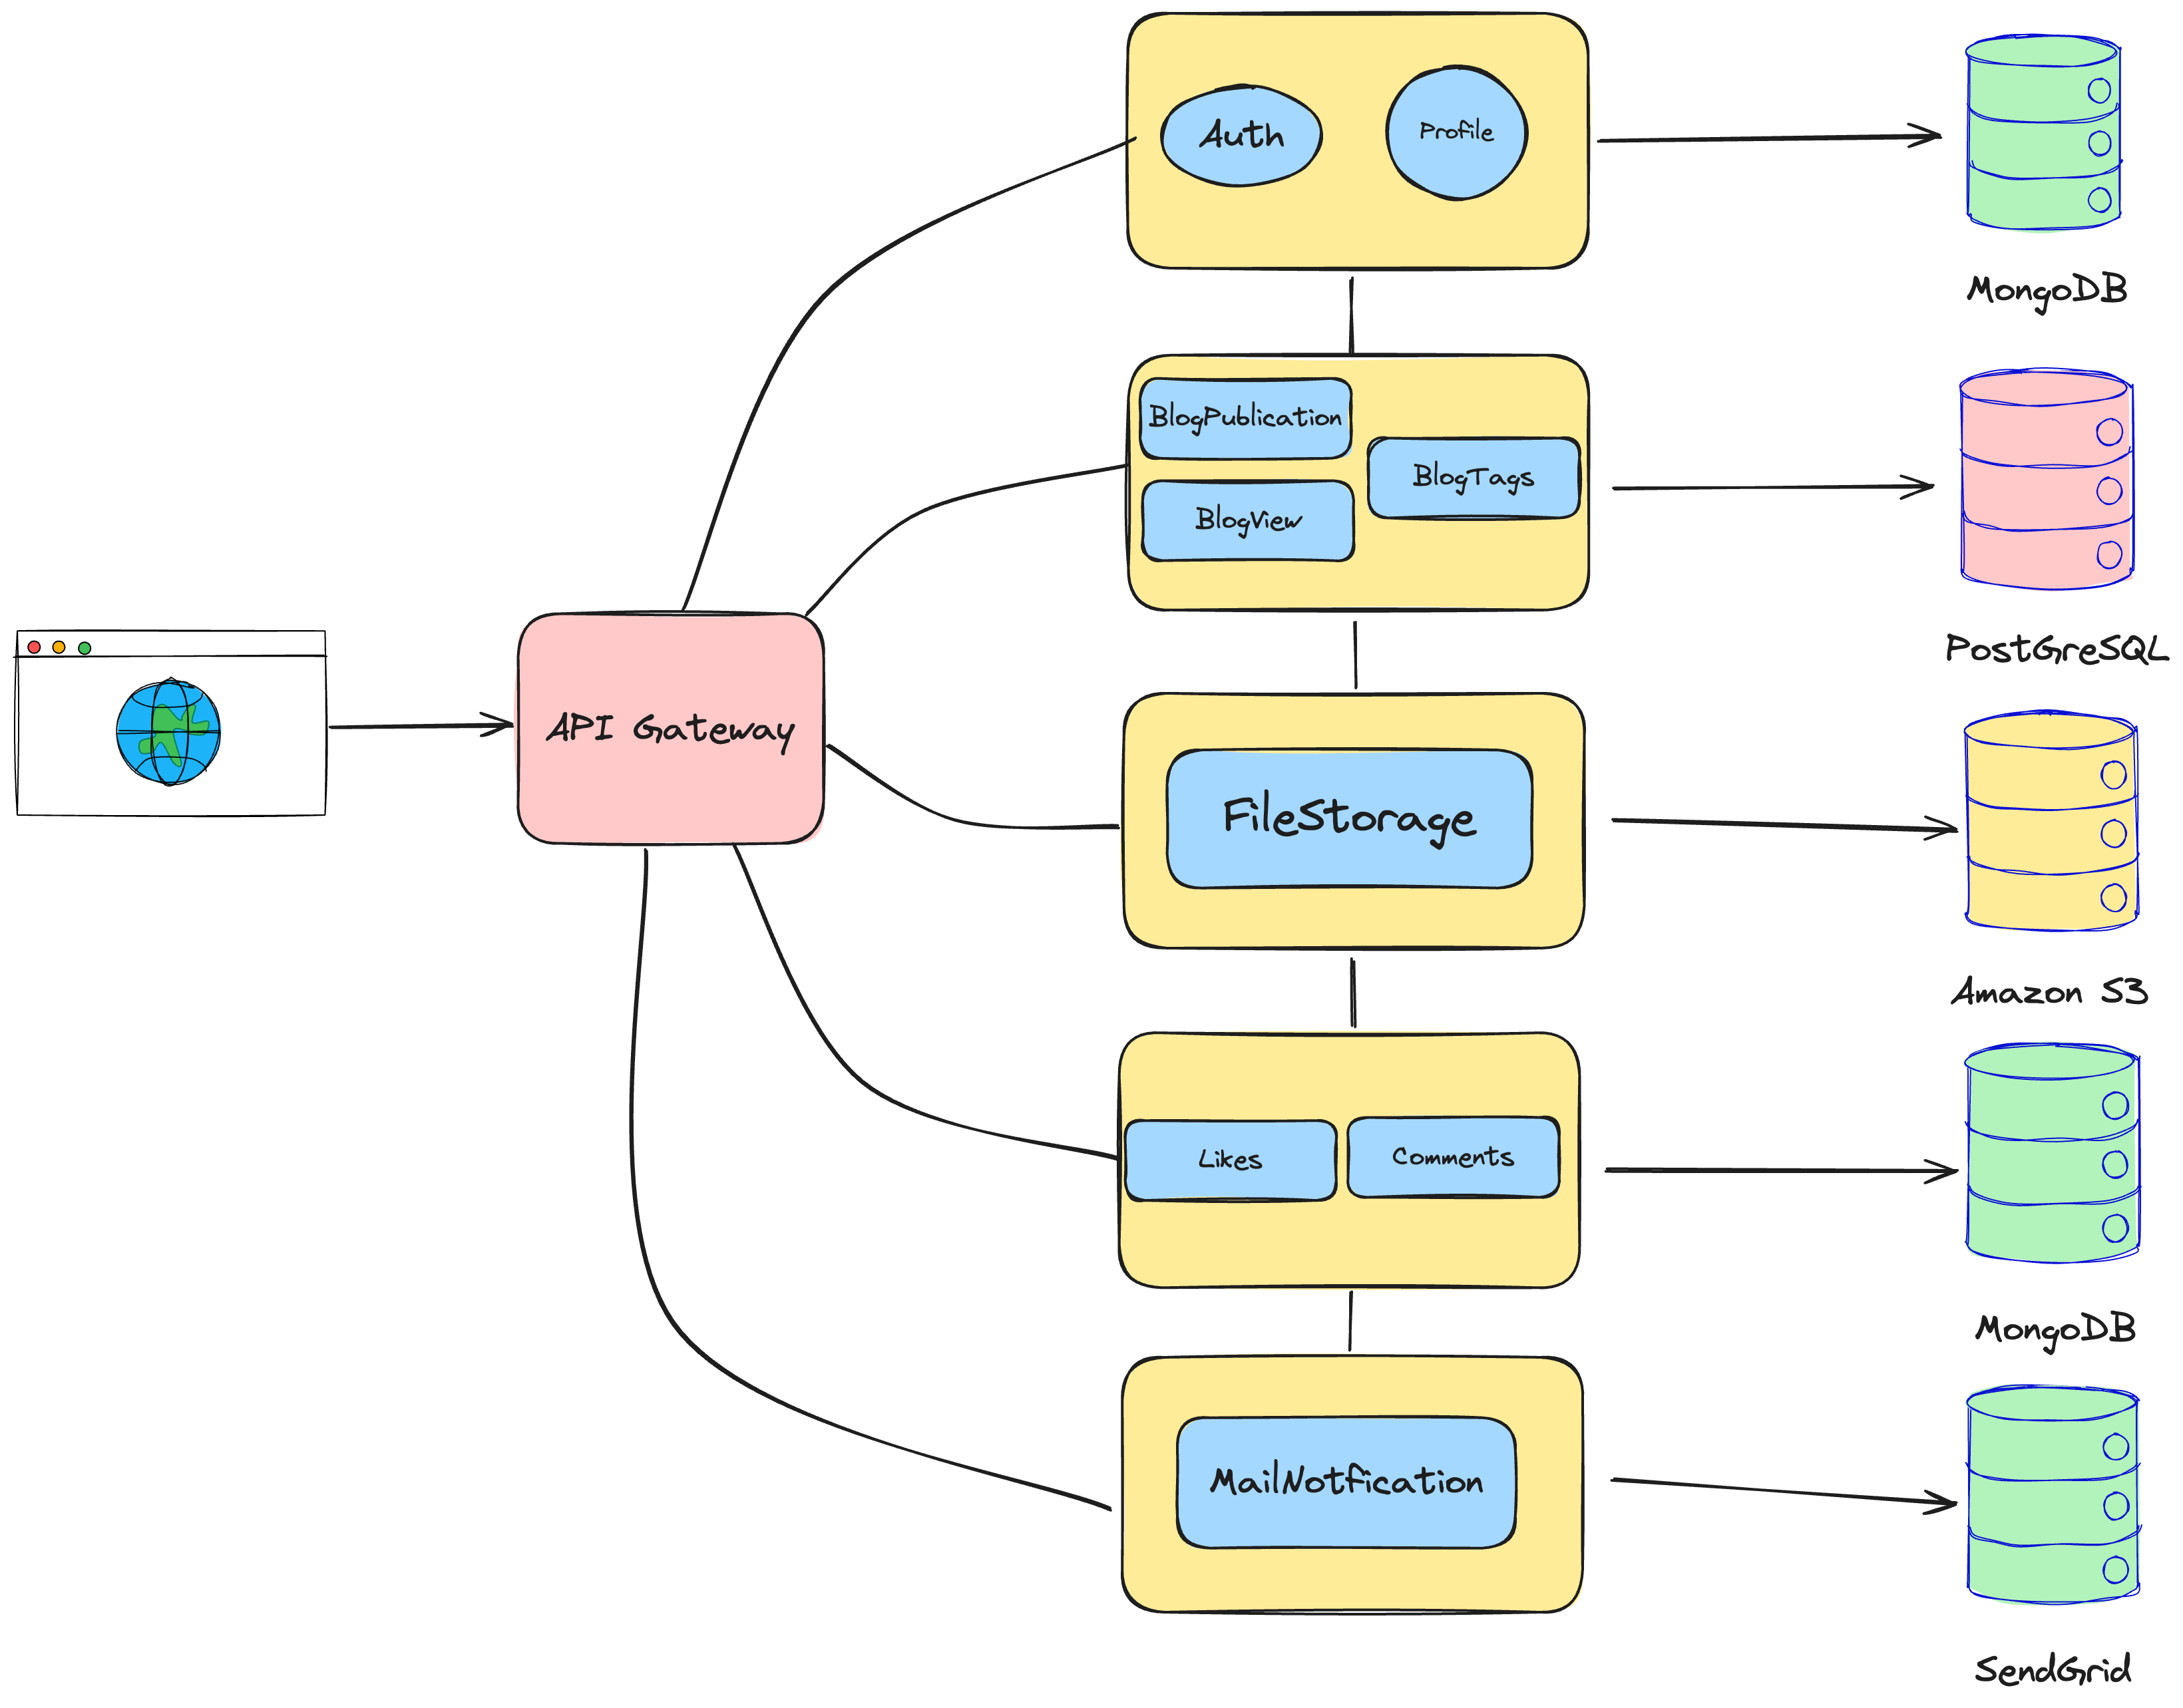 Auth
Profile
MongoDB
BlogPublication
BlogTags
BlogView
PostGreSQL
API Gateway
FileStorage
Amazon S3
Likes
Comments
MongoDB
MailNotfication
SendGrid